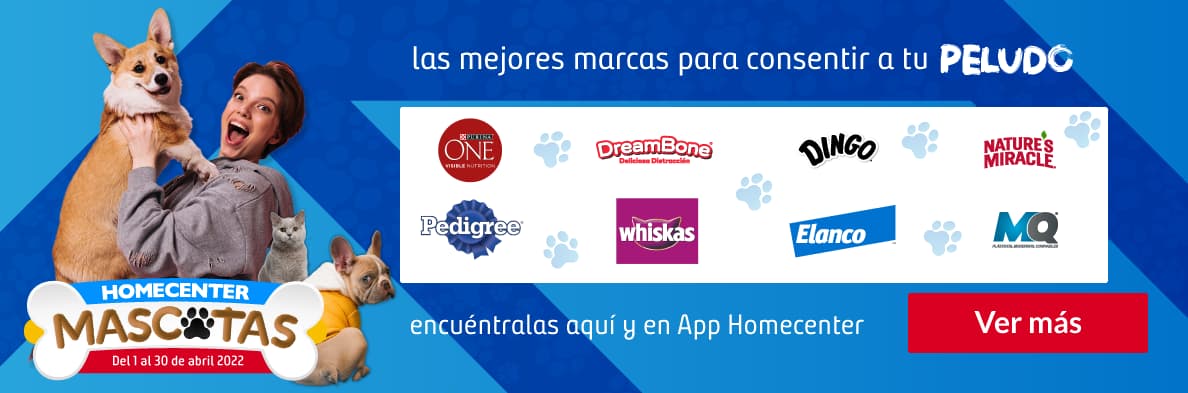 las mejores marcas para consentir a tu PELUDO
PURINA
ONE
VISIBLE NUTRITION
DreamBone
Deliciosa Distracción
DINGO
NATURE'S
MIRACLE
Pedigree
whiskas
Elanco
MQ
HOMECENTER
MASCOTAS
Del 1 al 30 de abril 2022
encuéntralas aquí y en App Homecenter
Ver más